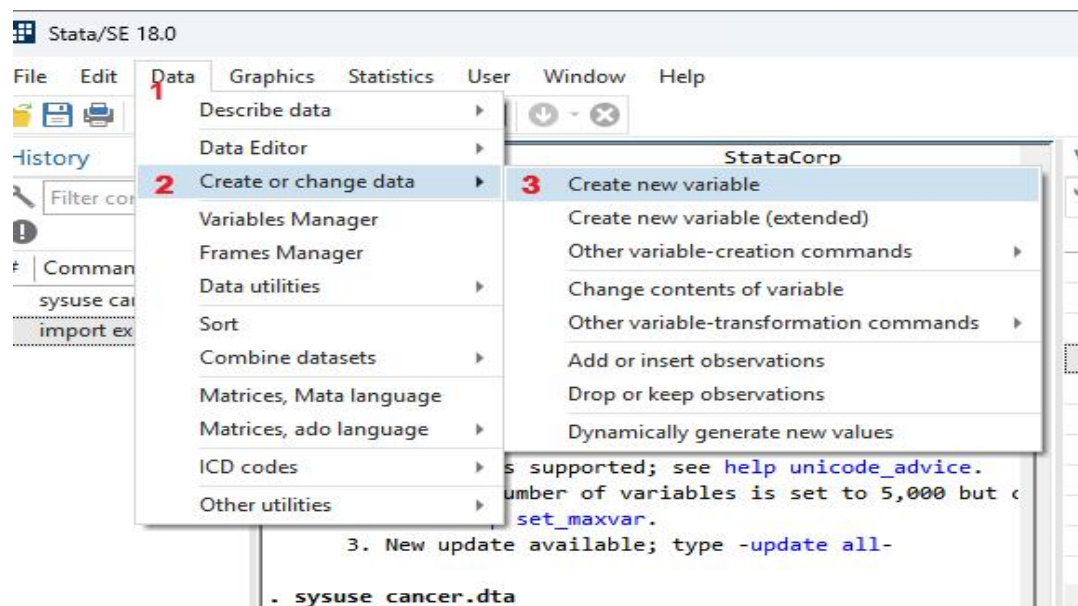 Stata/SE 18.0
File Edit Data Graphics Statistics User Window Help
1
Describe data
History
Data Editor
StataCorp
Filter
2 Create or change data
3 Create new variable
Variables Manager
Create new variable (extended)
Frames Manager
Other variable-creation commands
#
Data utilities
Change contents of variable
sysuse
Sort
Other variable-transformation commands
import
Combine datasets
Add or insert observations
Matrices, Mata language
Drop or keep observations
Matrices, ado language
Dynamically generate new values
ICD codes
supported; see help unicode_advice.
Other utilities
of variables is set to 5,000 but
set_maxvar.
3. New update available; type -update all-
. sysuse cancer.dta